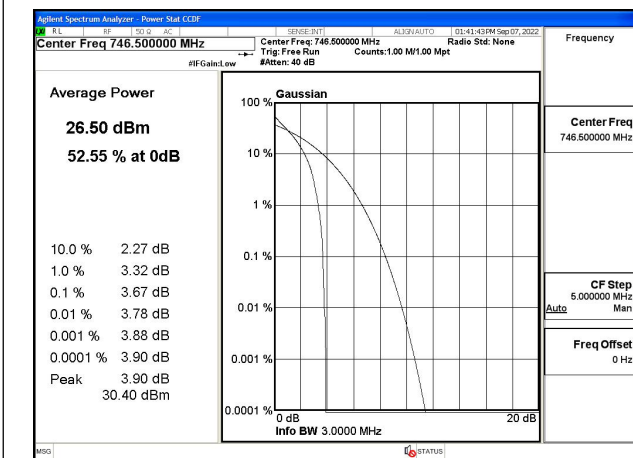 Agilent Spectrum Analyzer - Power Stat CCDF
LXI RL RF 50 Ω AC SENSE:INT ALIGN AUTO 01:41:43 PM Sep 07, 2022
Center Freq 746.500000 MHz
Center Freq: 746.500000 MHz Radio Std: None
Trig: Free Run Counts:1.00 M/1.00 Mpt
#IFGain:Low #Atten: 40 dB
Frequency
Average Power
26.50 dBm
52.55 % at 0dB
10.0 % 2.27 dB
1.0 % 3.32 dB
0.1 % 3.67 dB
0.01 % 3.78 dB
0.001 % 3.88 dB
0.0001 % 3.90 dB
Peak 3.90 dB
30.40 dBm
Gaussian
100 %
10 %
1 %
0.1 %
0.01 %
0.001 %
0.0001 %
0 dB 20 dB
Info BW 3.0000 MHz
Center Freq
746.500000 MHz
CF Step
5.000000 MHz
Auto Man
Freq Offset
0 Hz
MSG STATUS